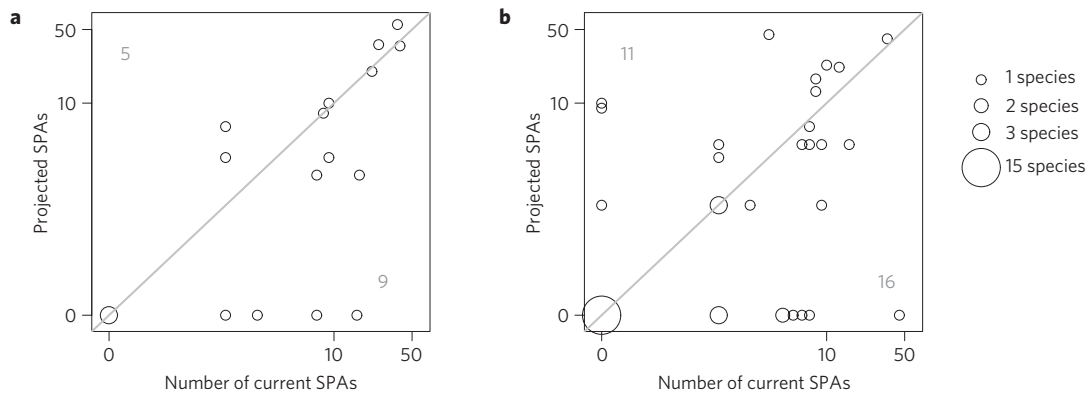 a
50
10
0
Projected SPAs
5
9
0
10
50
Number of current SPAs
b
50
10
0
Projected SPAs
11
16
0
10
50
Number of current SPAs
1 species
2 species
3 species
15 species